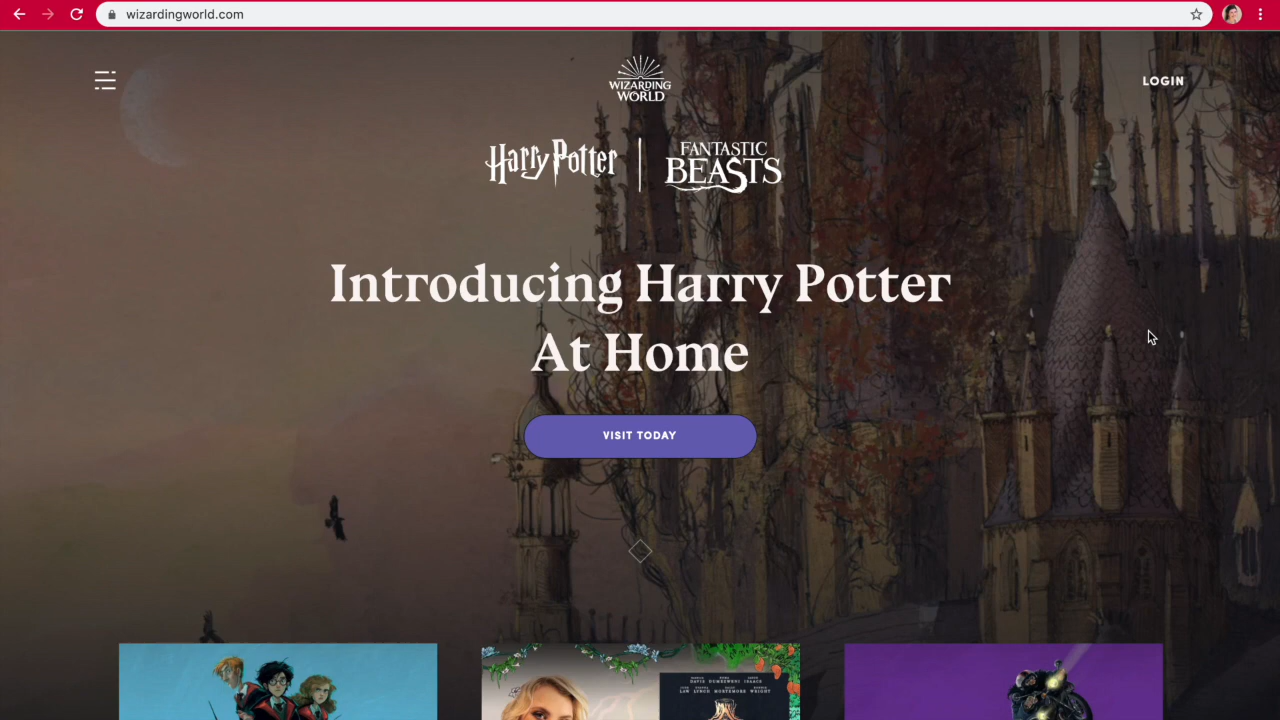 wizardingworld.com
WIZARDING
WORLD
LOGIN
Harry Potter
FANTASTIC
BEASTS
Introducing Harry Potter
At Home
VISIT TODAY